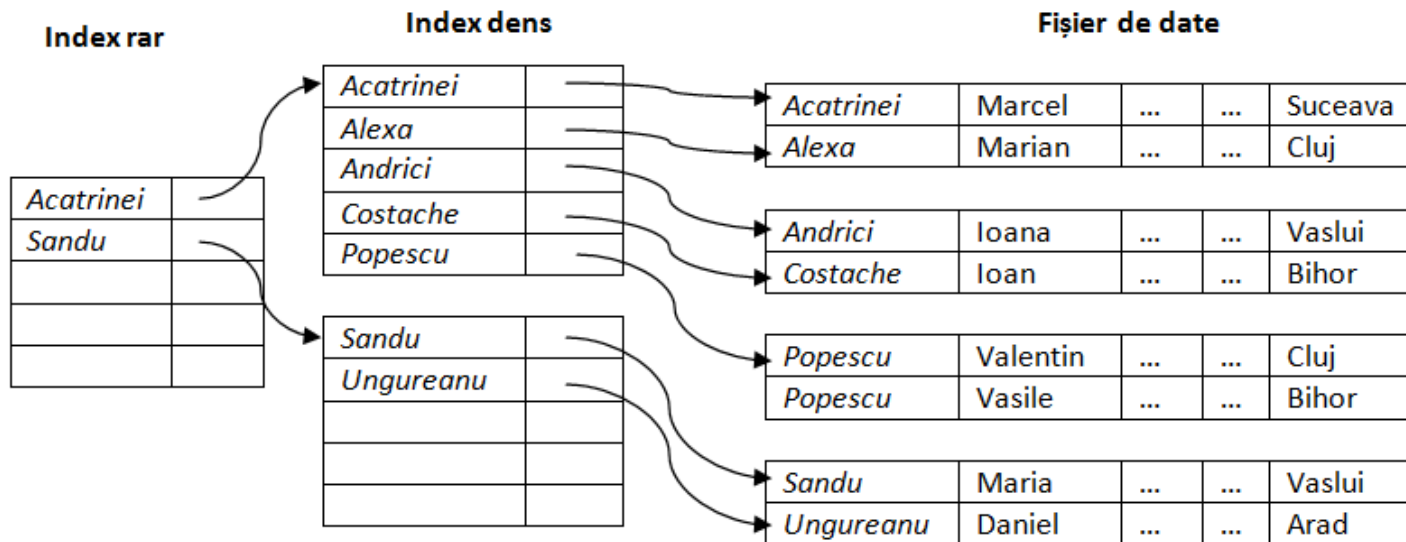 Index rar
Index dens
Fișier de date
Acatrinei
Sandu
Acatrinei
Alexa
Andrici
Costache
Popescu
Sandu
Ungureanu
Acatrinei Marcel ... ... Suceava
Alexa Marian ... ... Cluj
Andrici Ioana ... ... Vaslui
Costache Ioan ... ... Bihor
Popescu Valentin ... ... Cluj
Popescu Vasile ... ... Bihor
Sandu Maria ... ... Vaslui
Ungureanu Daniel ... ... Arad